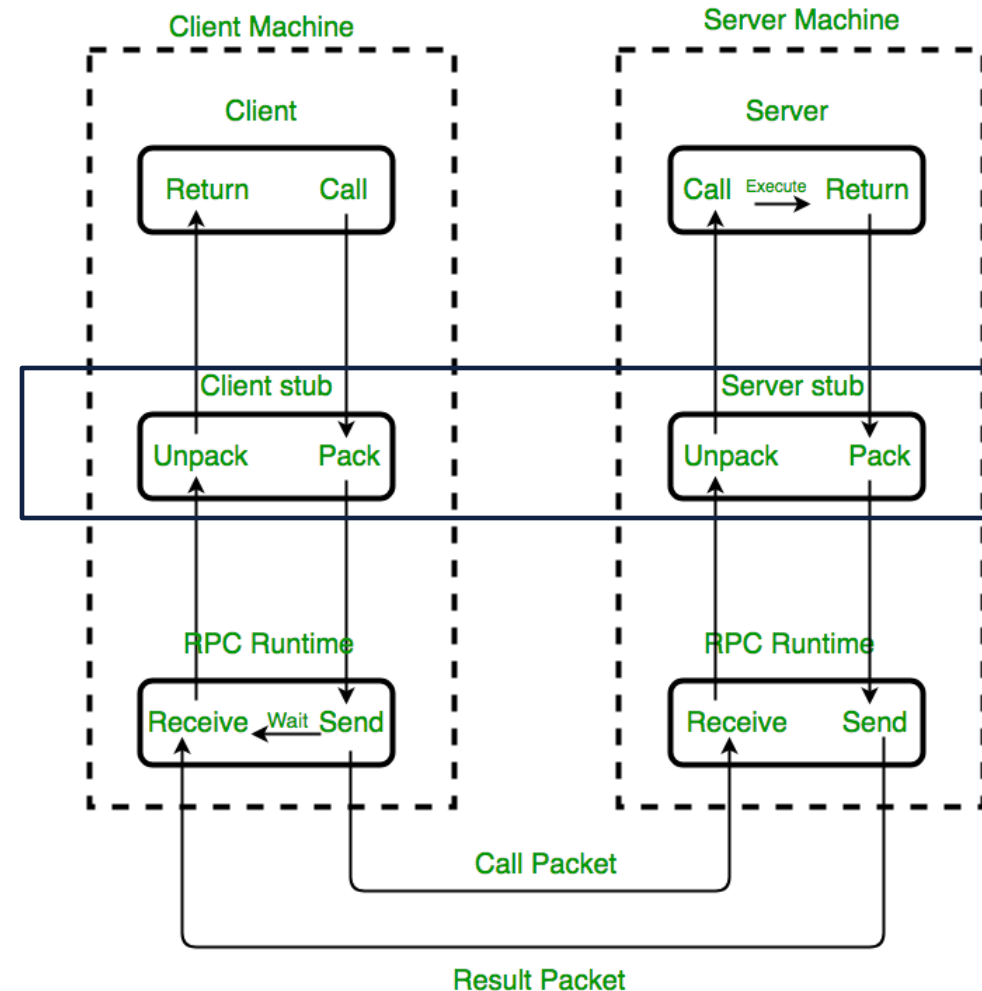 Client Machine
Server Machine
Client
Server
Return Call
Call Execute Return
Client stub
Server stub
Unpack Pack
Unpack Pack
RPC Runtime
RPC Runtime
Receive Wait Send
Receive Send
Call Packet
Result Packet